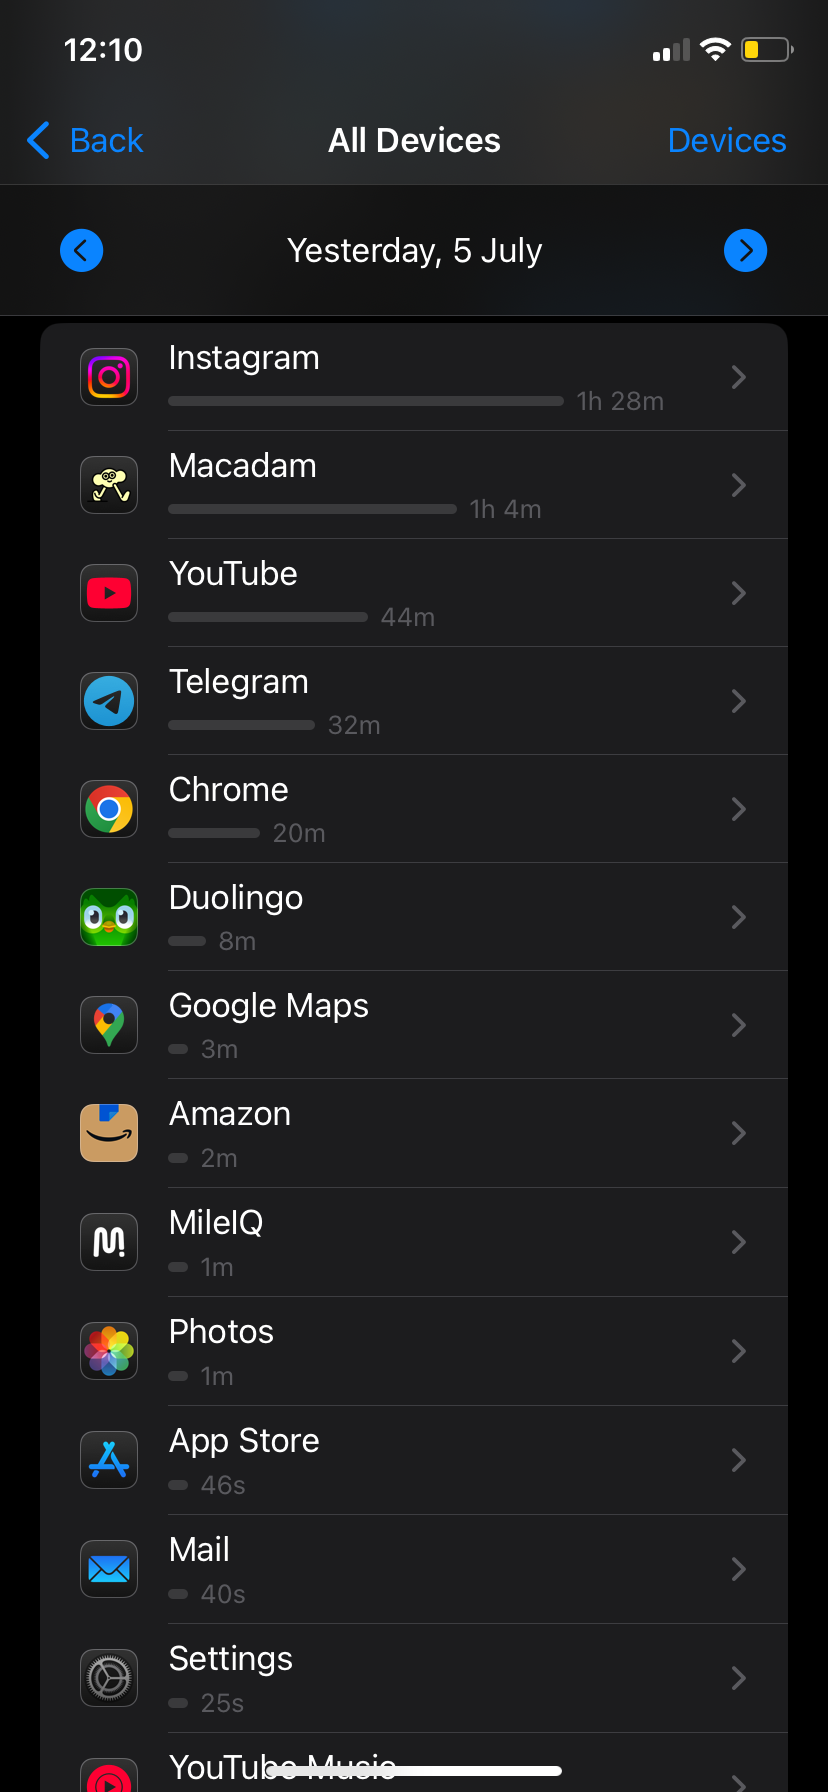 12:10
Back
All Devices
Devices
Yesterday, 5 July
Instagram
1h 28m
Macadam
1h 4m
YouTube
44m
Telegram
32m
Chrome
20m
Duolingo
8m
Google Maps
3m
Amazon
2m
MileIQ
1m
Photos
1m
App Store
46s
Mail
40s
Settings
25s
YouTube Music